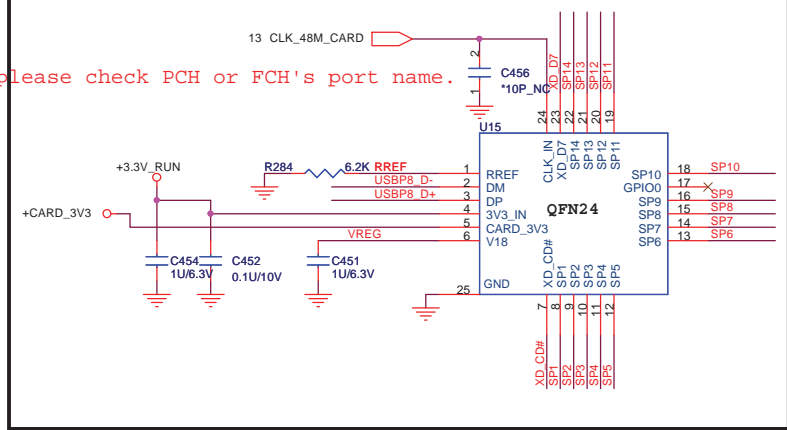 13 CLK_48M_CARD
please check PCH or FCH's port name.
2
C456
*10P_NC
1
XD_D7
SP14
SP13
SP12
SP11
24
23
22
21
20
19
U15
CLK_IN
XD_D7
SP14
SP13
SP12
SP11
+3.3V_RUN
R284
6.2K
RREF
1
RREF
USBP8_D-
2
DM
USBP8_D+
3
DP
4
3V3_IN
+CARD_3V3
5
CARD_3V3
VREG
6
V18
QFN24
SP10
18
SP10
GPIO0
17
SP9
16
SP9
SP8
15
SP8
SP7
14
SP7
SP6
13
SP6
C454
1U/6.3V
C452
0.1U/10V
C451
1U/6.3V
25
GND
XD_CD#
SP1
SP2
SP3
SP4
SP5
7
8
9
10
11
12
XD_CD#
SP1
SP2
SP3
SP4
SP5